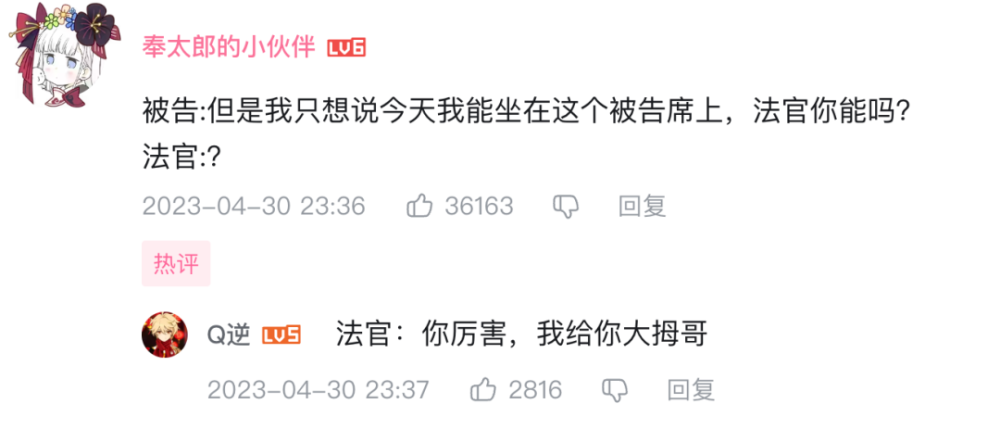 奉太郎的小伙伴 LV6
被告:但是我只想说今天我能坐在这个被告席上，法官你能吗?
法官:?
2023-04-30 23:36 36163 回复
热评
Q逆 LV5 法官：你厉害，我给你大拇哥
2023-04-30 23:37 2816 回复